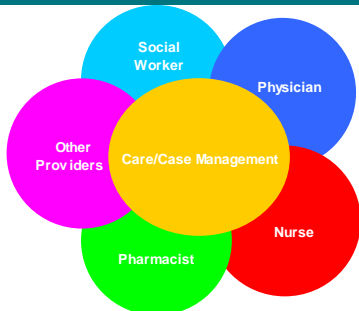 Social
Worker
Physician
Other
Providers
Care/Case Management
Nurse
Pharmacist